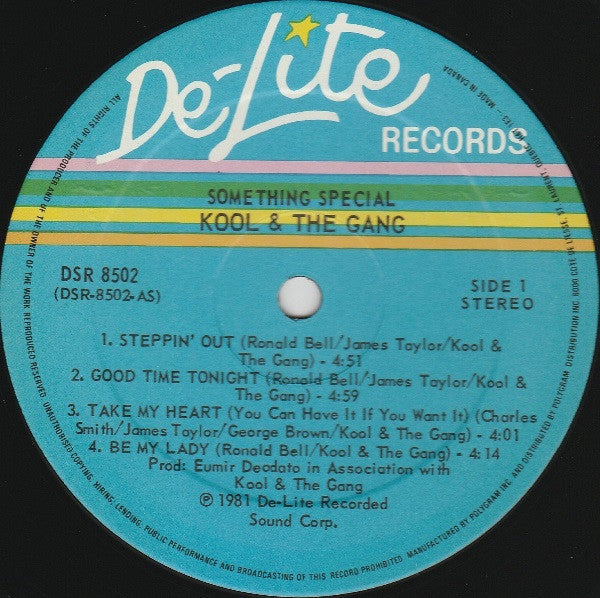 De-Lite
RECORDS
SOMETHING SPECIAL
KOOL & THE GANG
DSR 8502
(DSR-8502-AS)
SIDE 1
STEREO
1. STEPPIN' OUT (Ronald Bell/James Taylor/Kool &
The Gang) - 4:51
2. GOOD TIME TONIGHT (Ronald Bell/James Taylor/Kool &
Gang) - 4:59
3. TAKE MY HEART (You Can Have It If You Want It) (Charles
Smith/James Taylor/George Brown/Kool & The Gang) - 4:01
4. BE MY LADY (Ronald Bell/Kool & The Gang) - 4:14
Prod: Eumir Deodato in Association with
Kool & The Gang
℗ 1981 De-Lite Recorded
Sound Corp.
ALL RIGHTS OF THE PRODUCER AND OF THE OWNER OF THE WORK REPRODUCED RESERVED. UNAUTHORISED COPYING, HIRING, LENDING, PUBLIC PERFORMANCE AND BROADCASTING OF THIS RECORD PROHIBITED. MANUFACTURED BY POLYGRAM INC. AND DISTRIBUTED BY POLYGRAM DISTRIBUTION INC. 6000 COTE ST. LAURENT, QUEBEC MADE IN CANADA